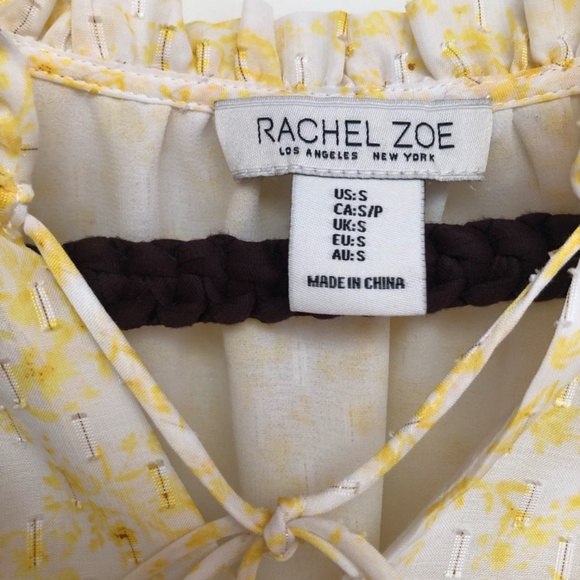 RACHEL ZOE
LOS ANGELES NEW YORK
US:S
CA:S/P
UK:S
EU:S
AU:S
MADE IN CHINA